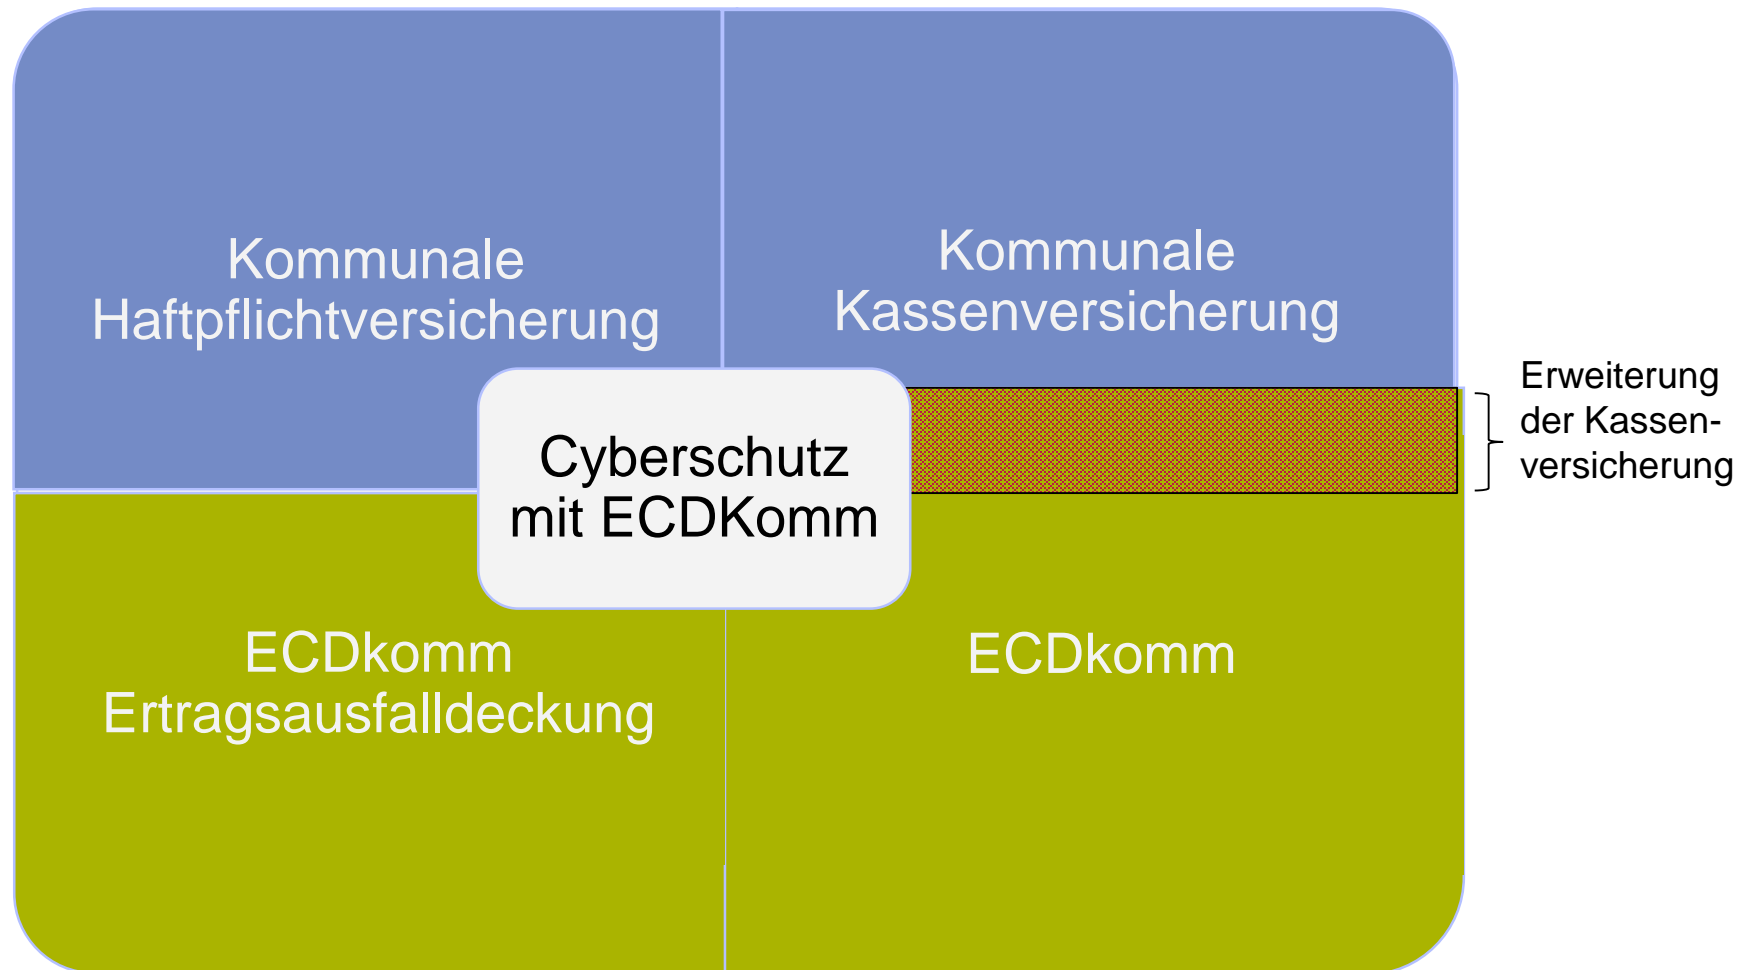 Kommunale
Haftpflichtversicherung
Kommunale
Kassenversicherung
Erweiterung
der Kassen-
versicherung
Cyberschutz
mit ECDKomm
ECDkomm
Ertragsausfalldeckung
ECDkomm